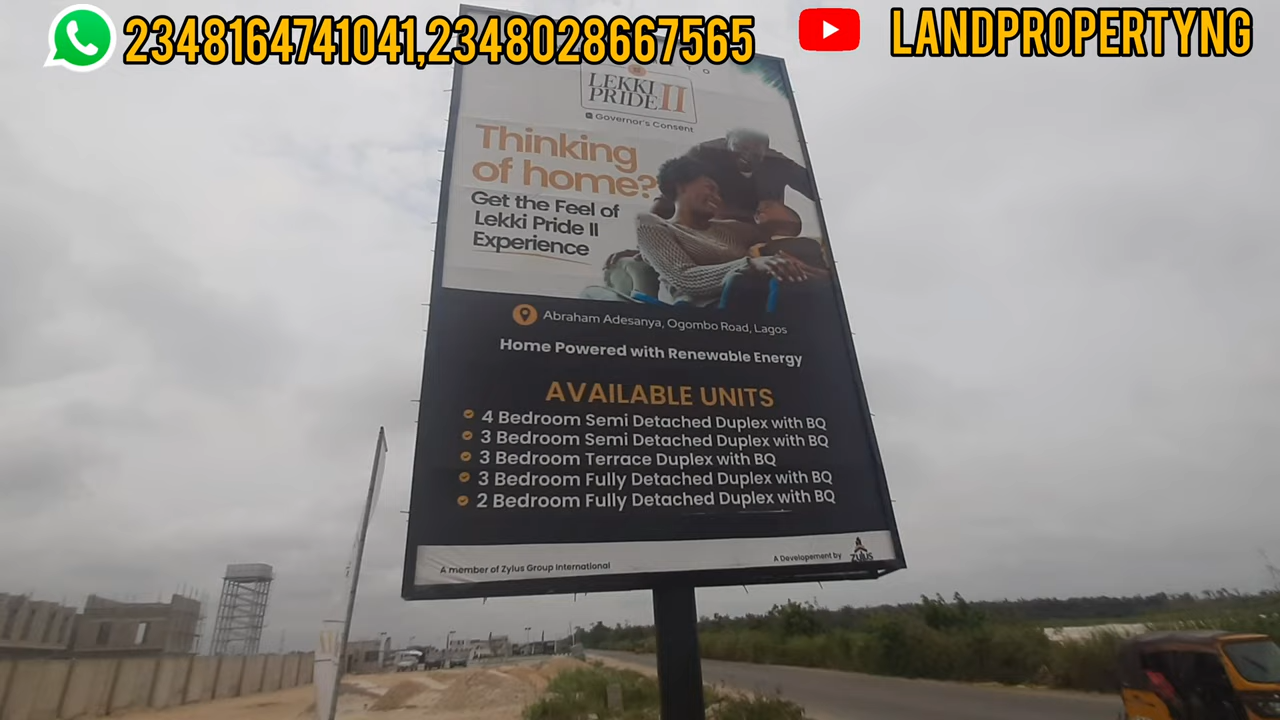 2348164741041,2348028667565
LANDPROPERTYNG
LEKKI
PRIDE II
Governor's Consent
Thinking
of home?
Get the Feel of
Lekki Pride II
Experience
Abraham Adesanya, Ogombo Road, Lagos
Home Powered with Renewable Energy
AVAILABLE UNITS
4 Bedroom Semi Detached Duplex with BQ
3 Bedroom Semi Detached Duplex with BQ
3 Bedroom Terrace Duplex with BQ
3 Bedroom Fully Detached Duplex with BQ
2 Bedroom Fully Detached Duplex with BQ
A member of Zylus Group International
A Developement by
zylus